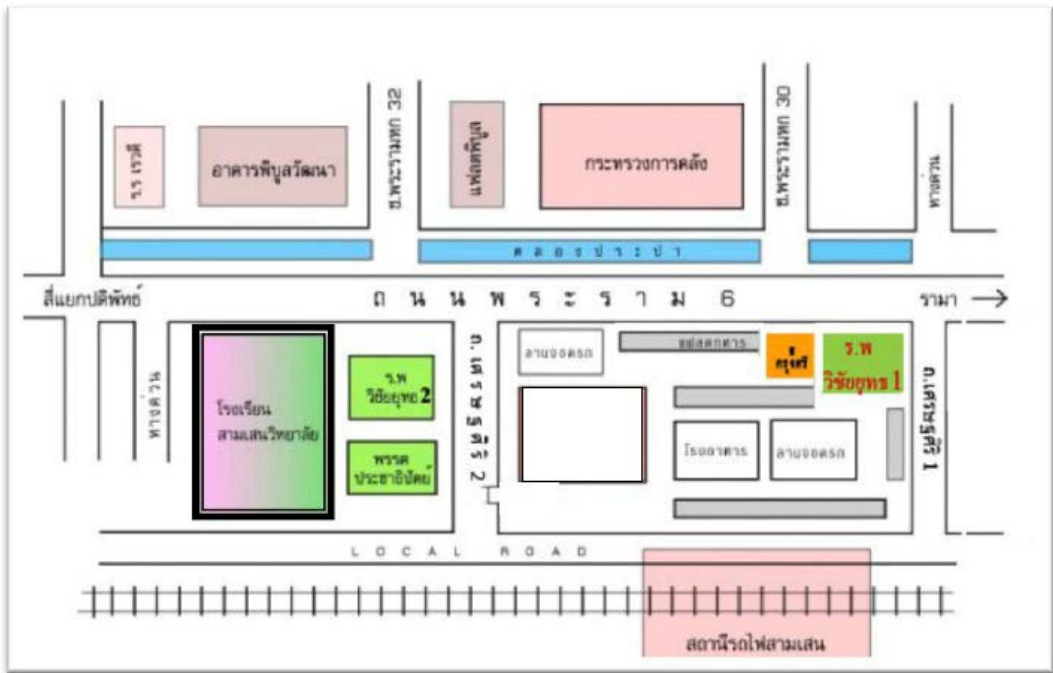 ร.ร เรวดี
อาคารพิบูลวัฒนา
ซ.พระรามหก 32
แฟลตพิบูล
กระทรวงการคลัง
ซ.พระรามหก 30
ทางด่วน
คลองประปา
สี่แยกปดิพัทธ์
ถนนพระราม 6
รามา
ทางด่วน
โรงเรียน
สามเสนวิทยาลัย
ร.พ
วิชัยยุทธ 2
พรรค
ประชาธิปัตย์
ถ. เศรษฐศิริ 2
ลานจอดรถ
กรุงศรี
ร.พ
วิชัยยุทธ 1
โรงอาหาร
ลานจอดรถ
ถ.เศรษฐศิริ 1
LOCAL ROAD
สถานีรถไฟสามเสน